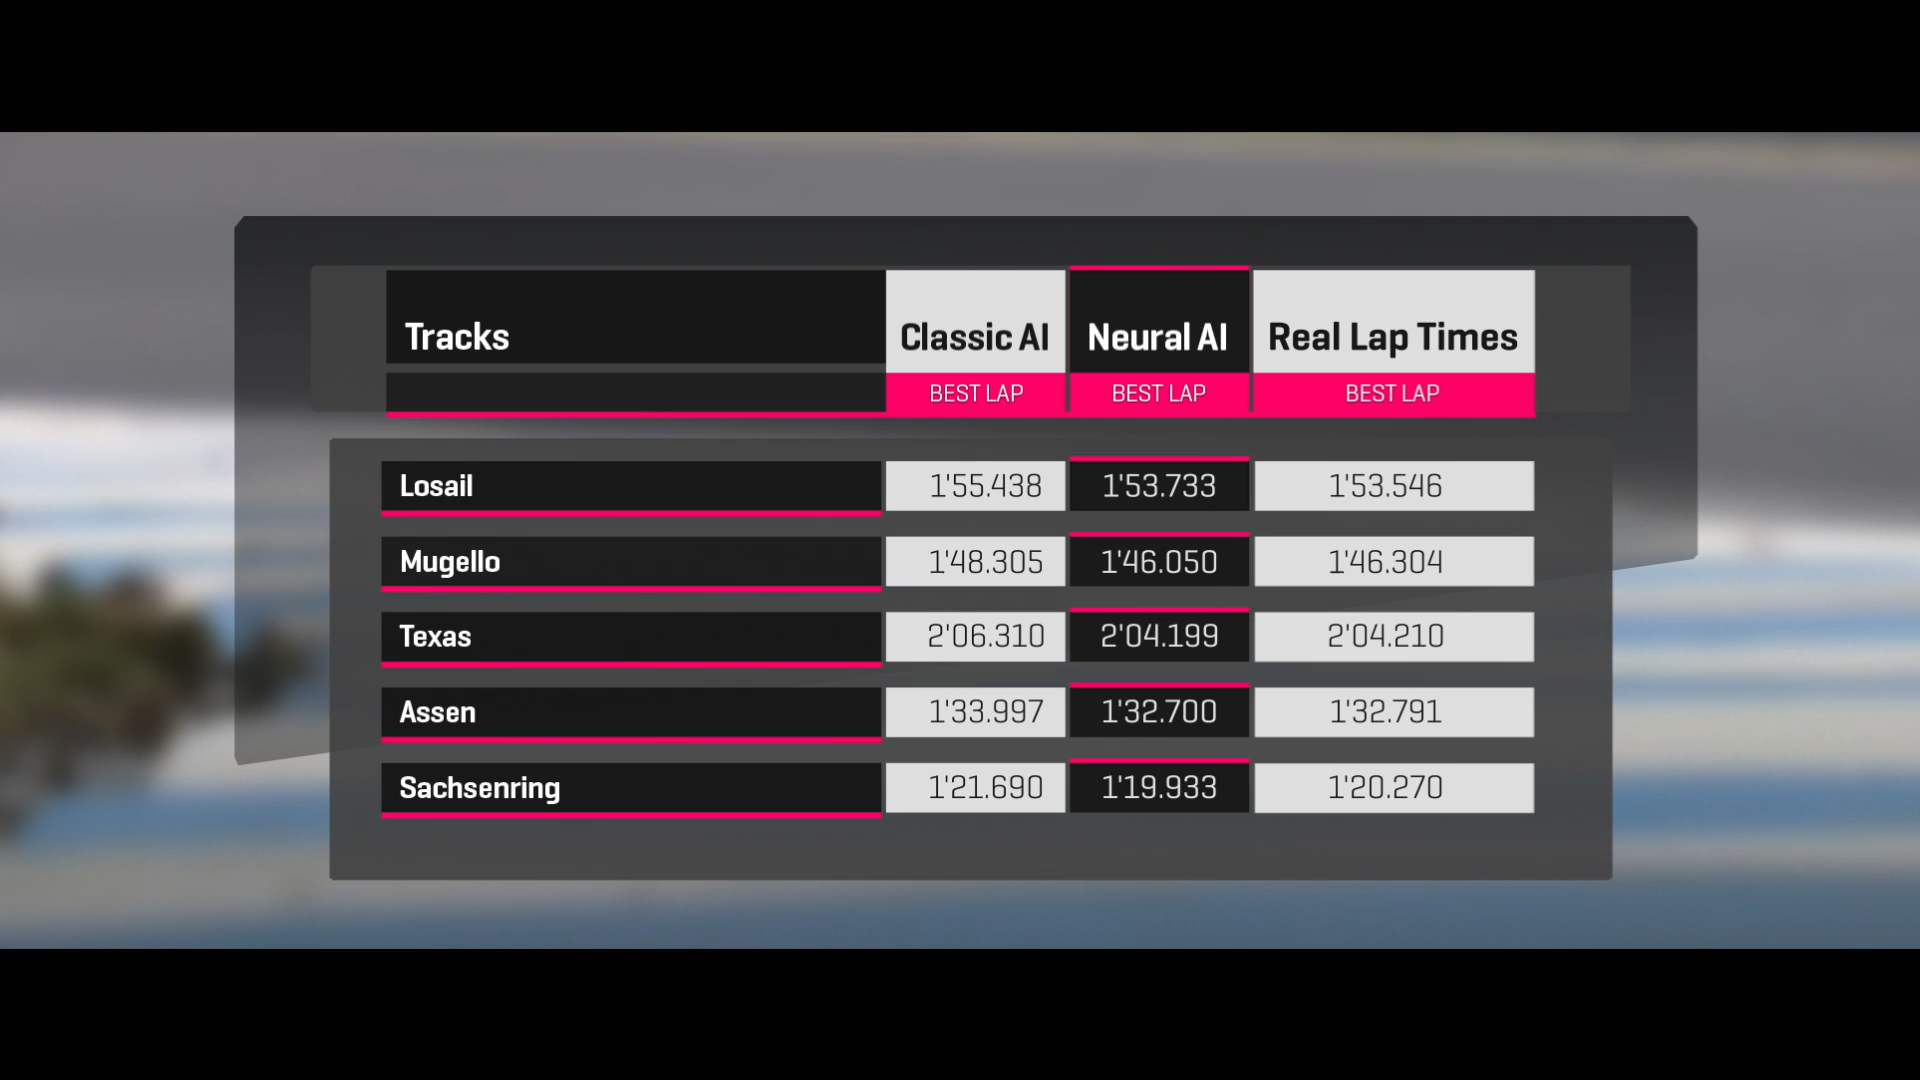 Tracks Classic AI Neural AI Real Lap Times
BEST LAP BEST LAP BEST LAP
Losail 1'55.438 1'53.733 1'53.546
Mugello 1'48.305 1'46.050 1'46.304
Texas 2'06.310 2'04.199 2'04.210
Assen 1'33.997 1'32.700 1'32.791
Sachsenring 1'21.690 1'19.933 1'20.270